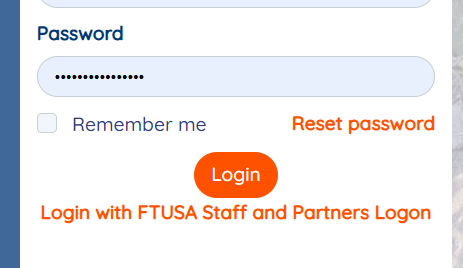 Password
••••••••••••••••
Remember me
Reset password
Login
Login with FTUSA Staff and Partners Logon